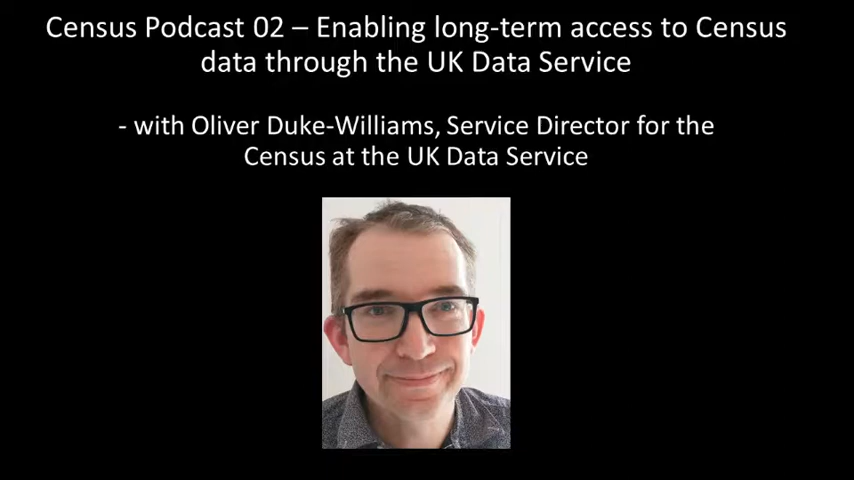 Census Podcast 02 – Enabling long-term access to Census
data through the UK Data Service
- with Oliver Duke-Williams, Service Director for the
Census at the UK Data Service